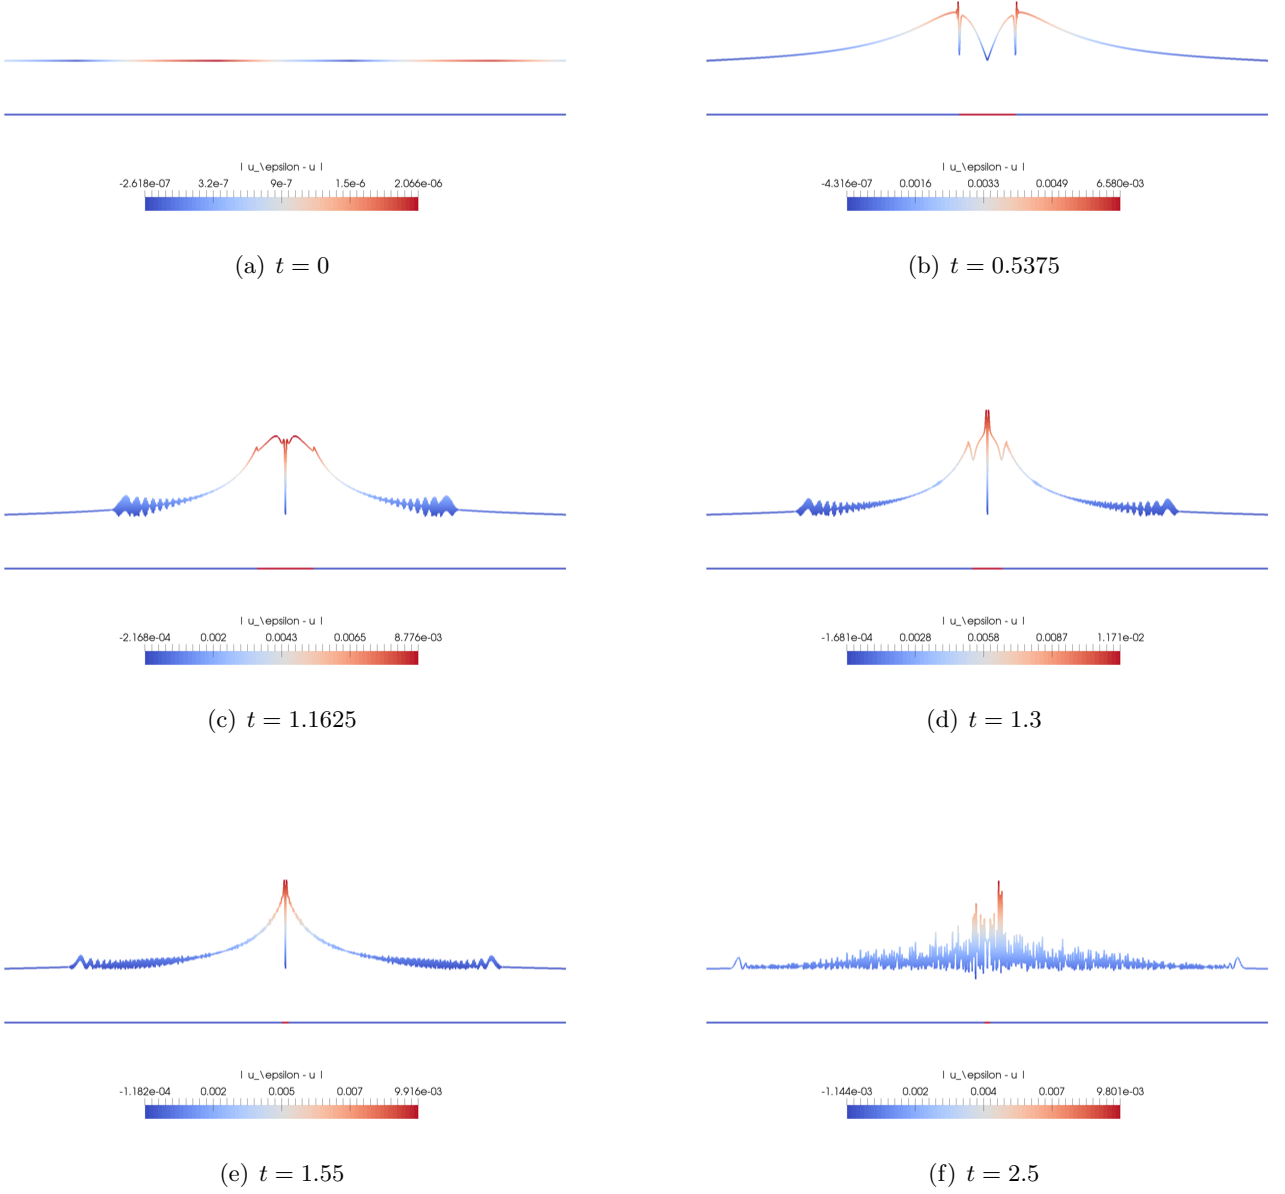 | u_\epsilon - u |
-2.618e-07 3.2e-7 9e-7 1.5e-6 2.066e-06
(a) t = 0
| u_\epsilon - u |
-4.316e-07 0.0016 0.0033 0.0049 6.580e-03
(b) t = 0.5375
| u_\epsilon - u |
-2.168e-04 0.002 0.0043 0.0065 8.776e-03
(c) t = 1.1625
| u_\epsilon - u |
-1.681e-04 0.0028 0.0058 0.0087 1.171e-02
(d) t = 1.3
| u_\epsilon - u |
-1.182e-04 0.002 0.005 0.007 9.916e-03
(e) t = 1.55
| u_\epsilon - u |
-1.144e-03 0.002 0.004 0.007 9.801e-03
(f) t = 2.5